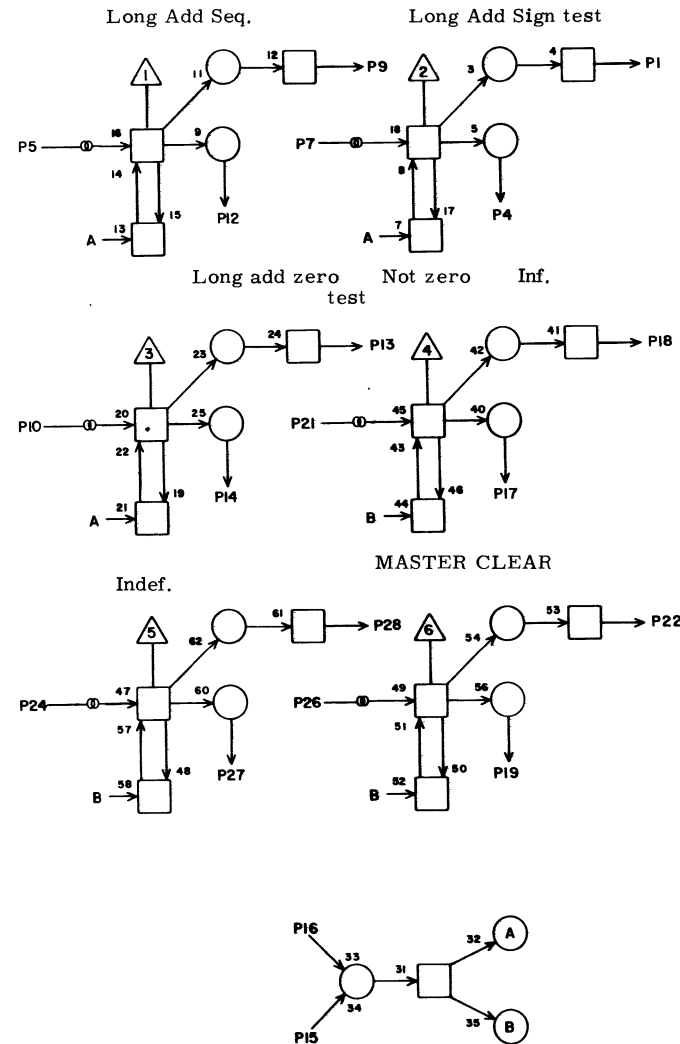 Long Add Seq. Long Add Sign test
1 11 12 P9 2 3 4 P1
P5 16 9 P7 18 5
14 15 P12 8 17 P4
A 13 A 7
Long add zero Not zero Inf.
test
3 23 24 P13 4 42 41 P18
P10 20 25 P21 45 40
22 19 P14 43 46 P17
A 21 B 44
MASTER CLEAR
Indef.
5 62 61 P28 6 54 53 P22
P24 47 60 P26 49 56
57 48 P27 51 50 P19
B 58 B 52
P16 33 31 32 A
34 35 B
P15